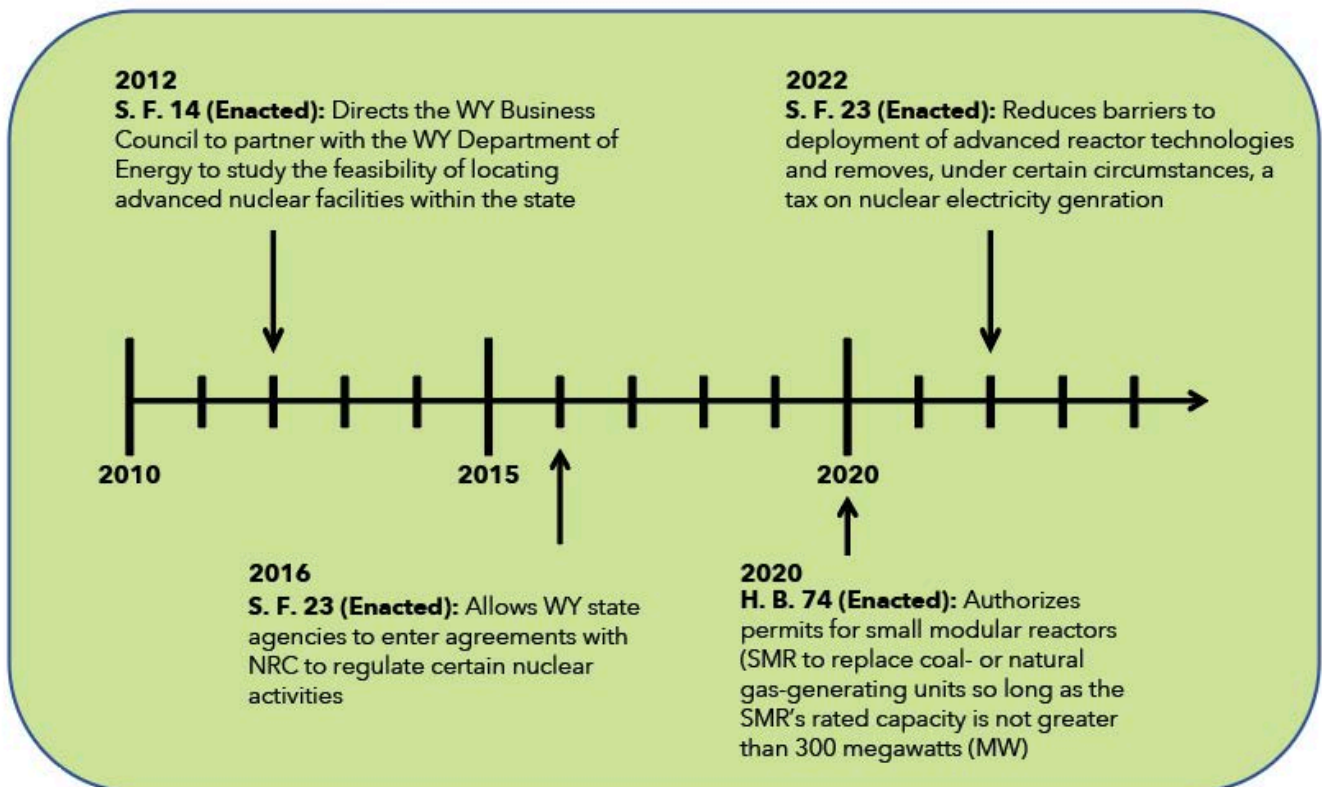 2012
S. F. 14 (Enacted): Directs the WY Business
Council to partner with the WY Department of
Energy to study the feasibility of locating
advanced nuclear facilities within the state
2022
S. F. 23 (Enacted): Reduces barriers to
deployment of advanced reactor technologies
and removes, under certain circumstances, a
tax on nuclear electricity genration
2010
2015
2020
2016
S. F. 23 (Enacted): Allows WY state
agencies to enter agreements with
NRC to regulate certain nuclear
activities
2020
H. B. 74 (Enacted): Authorizes
permits for small modular reactors
(SMR to replace coal- or natural
gas-generating units so long as the
SMR’s rated capacity is not greater
than 300 megawatts (MW)